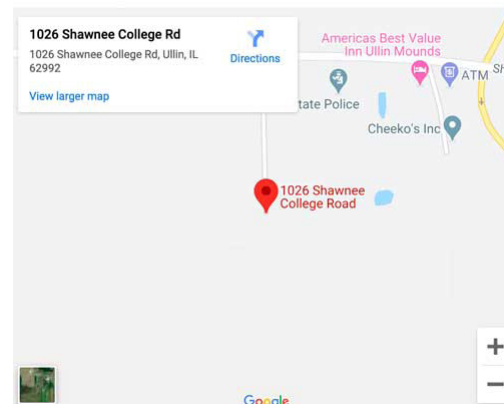 1026 Shawnee College Rd
1026 Shawnee College Rd, Ullin, IL
62992
Directions
View larger map
Americas Best Value
Inn Ullin Mounds
ATM
Sh
tate Police
Cheeko's Inc
1026 Shawnee
College Road
+
−
Google